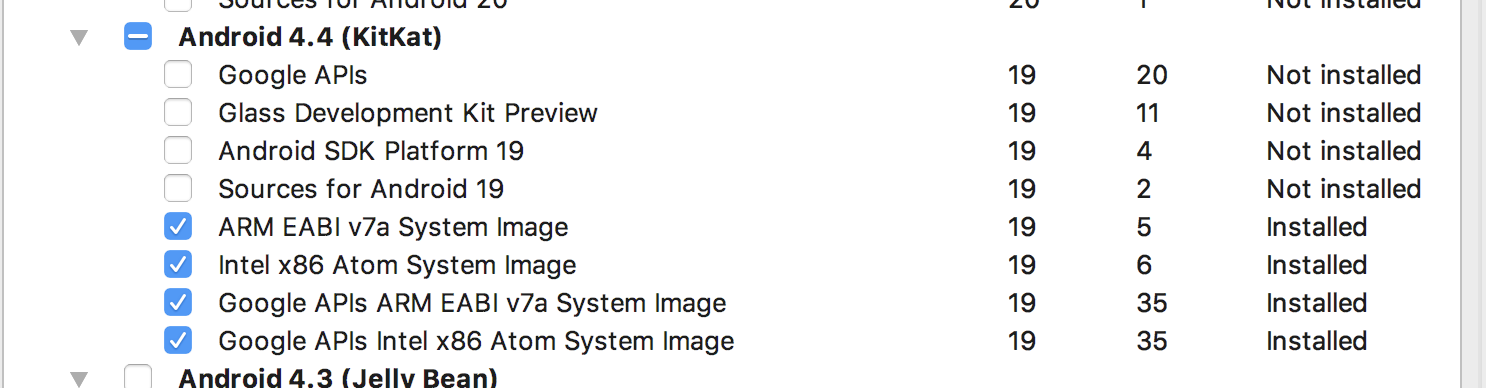 Sources for Android 20 20 1 Not installed
Android 4.4 (KitKat)
Google APIs 19 20 Not installed
Glass Development Kit Preview 19 11 Not installed
Android SDK Platform 19 19 4 Not installed
Sources for Android 19 19 2 Not installed
ARM EABI v7a System Image 19 5 Installed
Intel x86 Atom System Image 19 6 Installed
Google APIs ARM EABI v7a System Image 19 35 Installed
Google APIs Intel x86 Atom System Image 19 35 Installed
Android 4.3 (Jelly Bean)